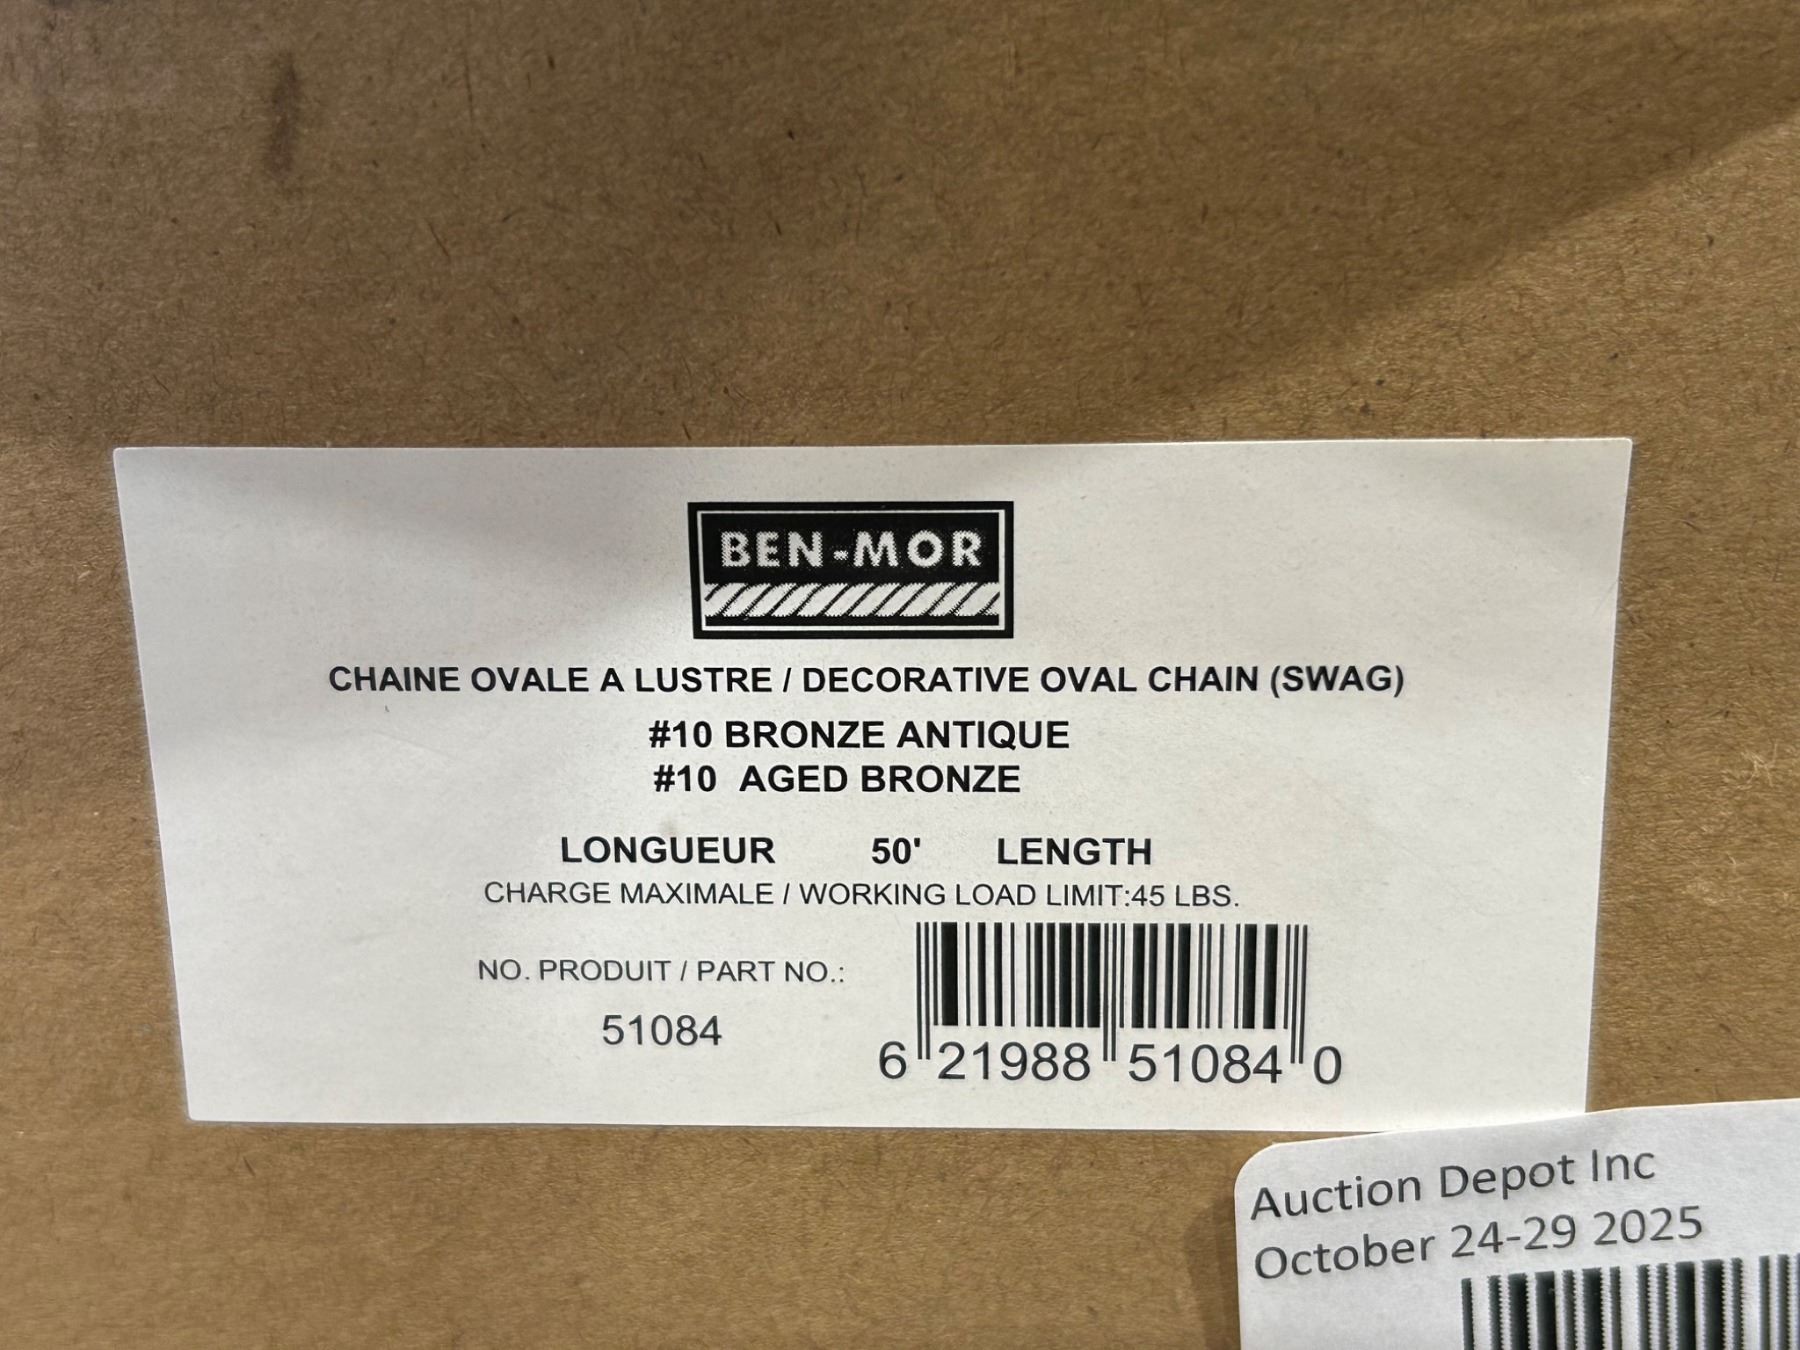 BEN-MOR
CHAINE OVALE A LUSTRE / DECORATIVE OVAL CHAIN (SWAG)
#10 BRONZE ANTIQUE
#10 AGED BRONZE
LONGUEUR 50' LENGTH
CHARGE MAXIMALE / WORKING LOAD LIMIT:45 LBS.
NO. PRODUIT / PART NO.:
51084
6 21988 51084 0
Auction Depot Inc
October 24-29 2025